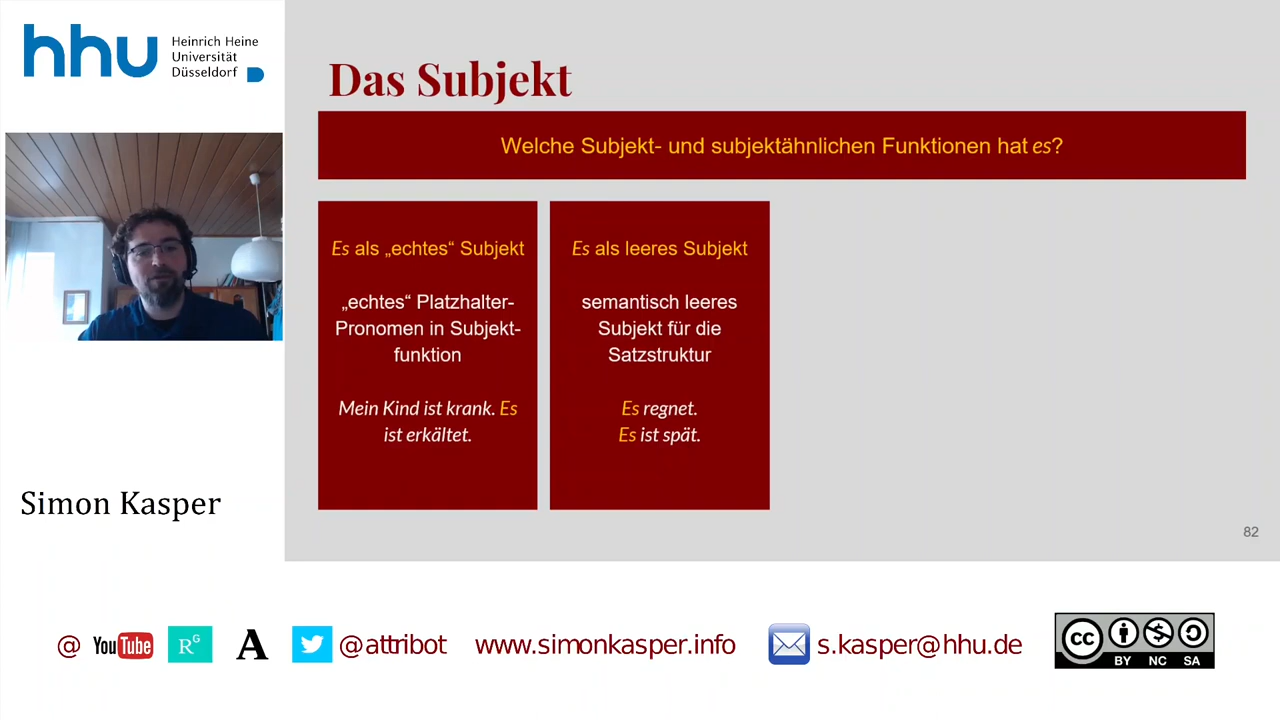 hhu
Heinrich Heine
Universität
Düsseldorf
Das Subjekt
Welche Subjekt- und subjektähnlichen Funktionen hat es?
Es als „echtes“ Subjekt
„echtes“ Platzhalter-
Pronomen in Subjekt-
funktion
Mein Kind ist krank. Es
ist erkältet.
Es als leeres Subjekt
semantisch leeres
Subjekt für die
Satzstruktur
Es regnet.
Es ist spät.
82
Simon Kasper
@ YouTube RG A @attribot www.simonkasper.info s.kasper@hhu.de
cc BY NC SA